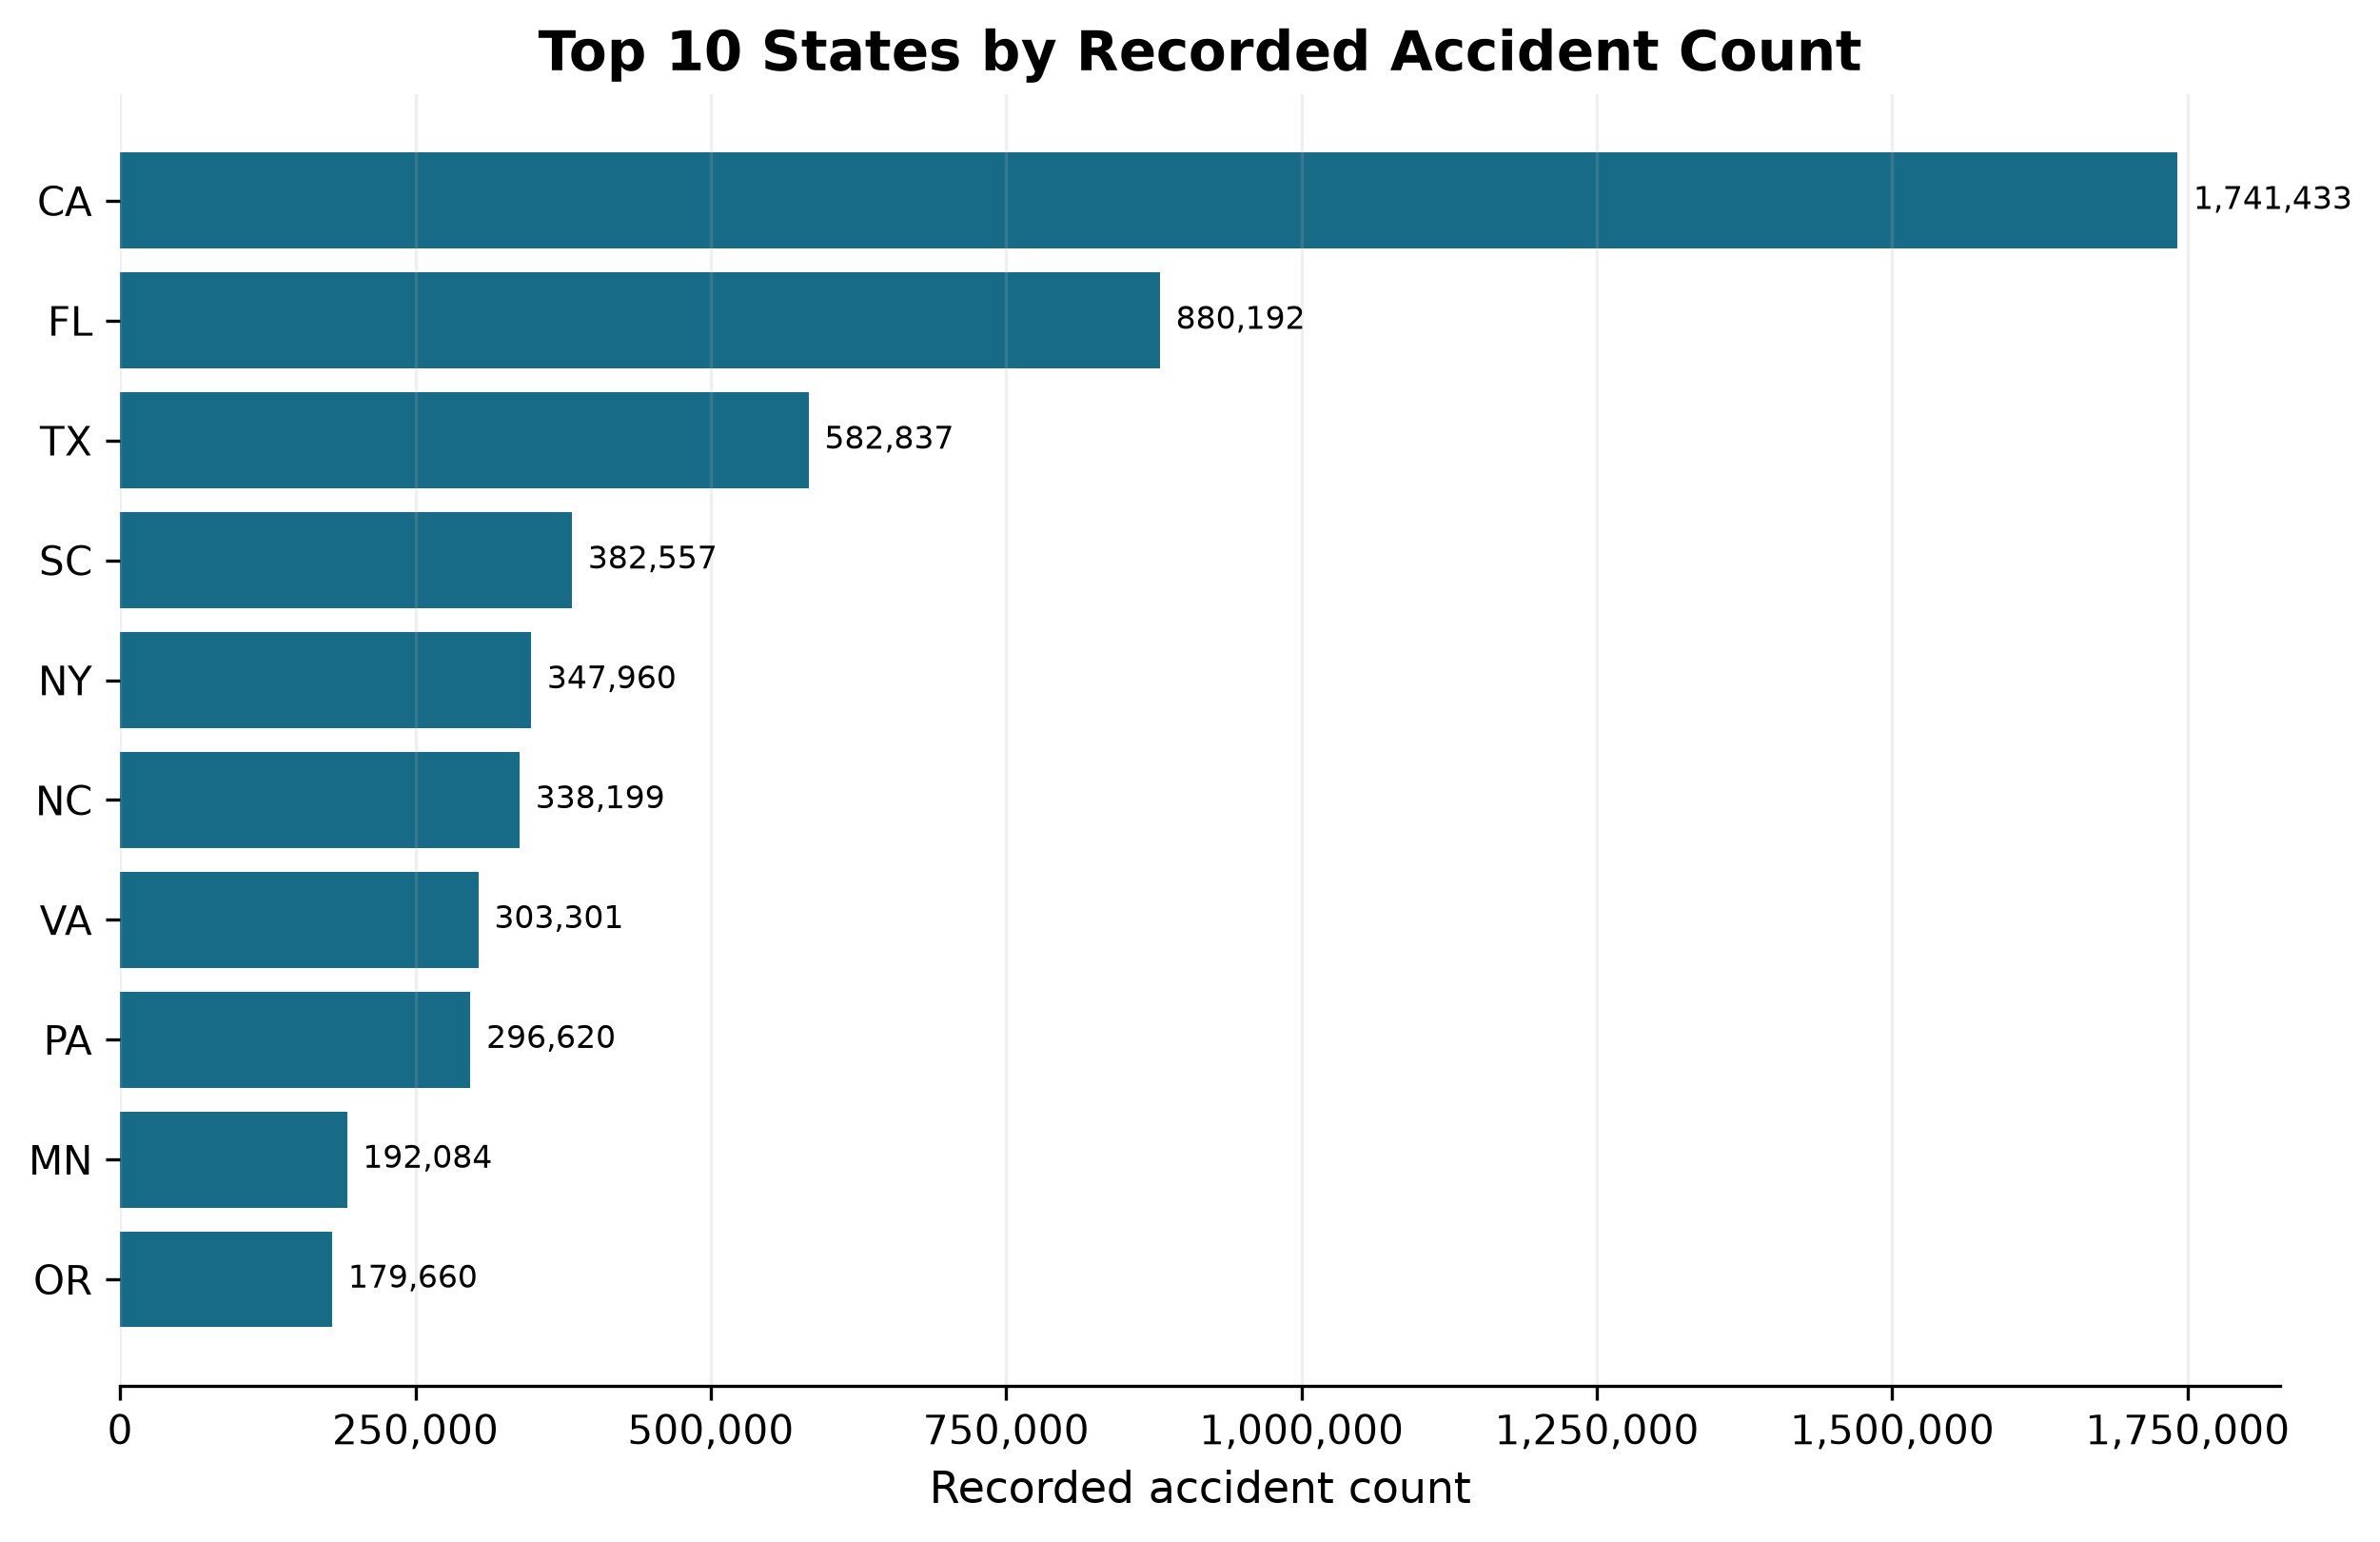 Top 10 States by Recorded Accident Count
CA 1,741,433
FL 880,192
TX 582,837
SC 382,557
NY 347,960
NC 338,199
VA 303,301
PA 296,620
MN 192,084
OR 179,660
0 250,000 500,000 750,000 1,000,000 1,250,000 1,500,000 1,750,000
Recorded accident count